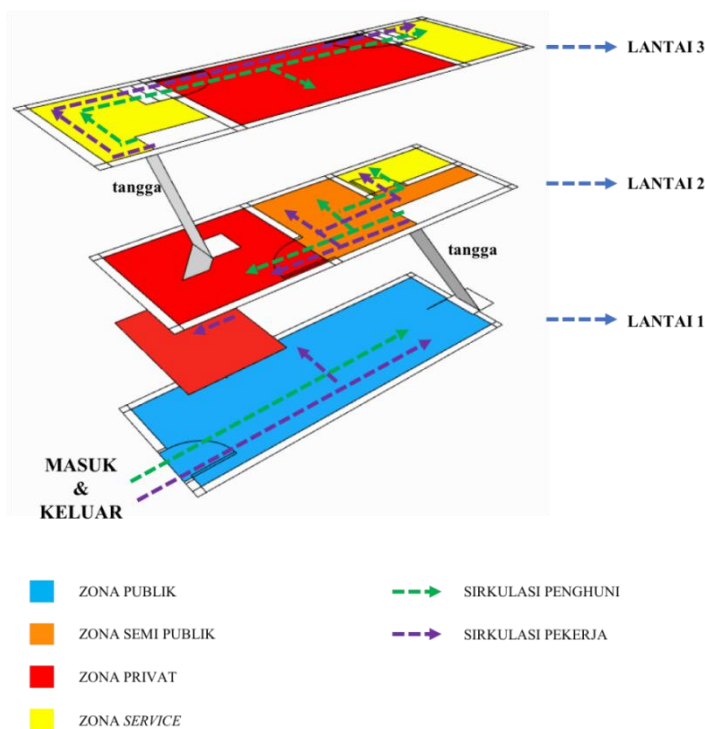 LANTAI 3
tangga
LANTAI 2
tangga
LANTAI 1
MASUK
&
KELUAR
ZONA PUBLIK
SIRKULASI PENGHUNI
ZONA SEMI PUBLIK
SIRKULASI PEKERJA
ZONA PRIVAT
ZONA SERVICE